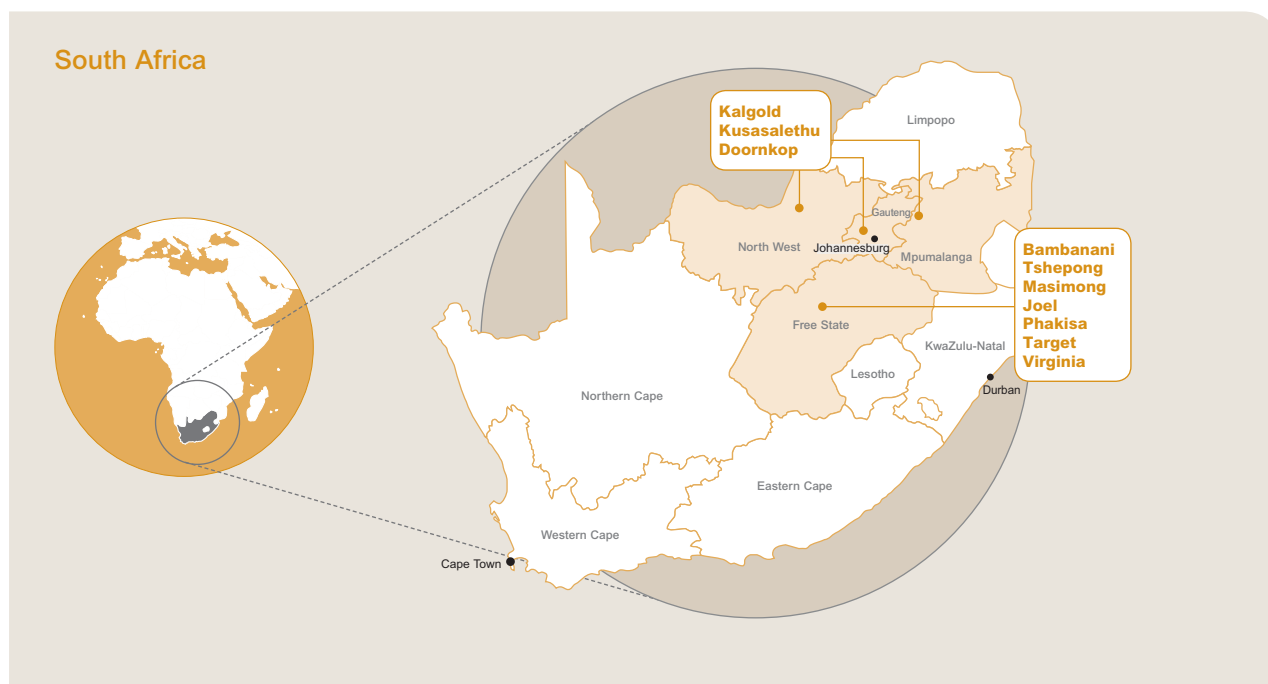 South Africa
Kalgold
Kusasalethu
Doornkop
Limpopo
Gauteng
North West
Johannesburg
Mpumalanga
Bambanani
Tshepong
Masimong
Joel
Phakisa
Target
Virginia
Free State
KwaZulu-Natal
Lesotho
Durban
Northern Cape
Eastern Cape
Western Cape
Cape Town